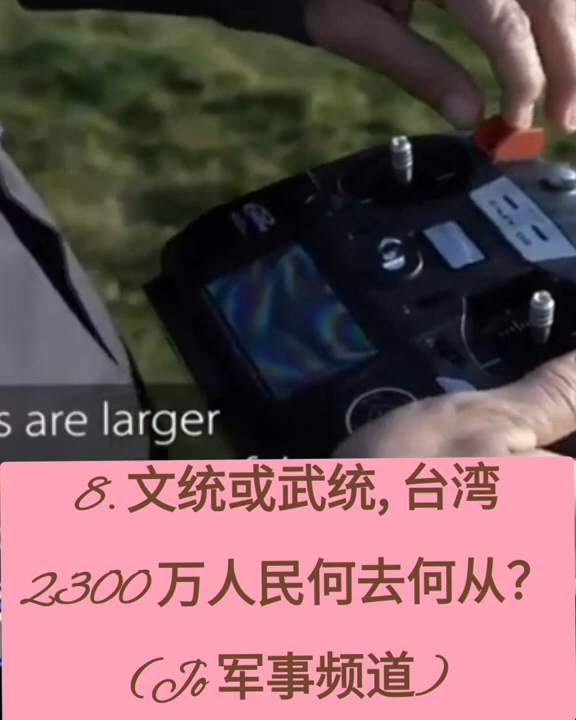 s are larger
8. 文统或武统, 台湾
2300万人民何去何从?
(Jo 军事频道)